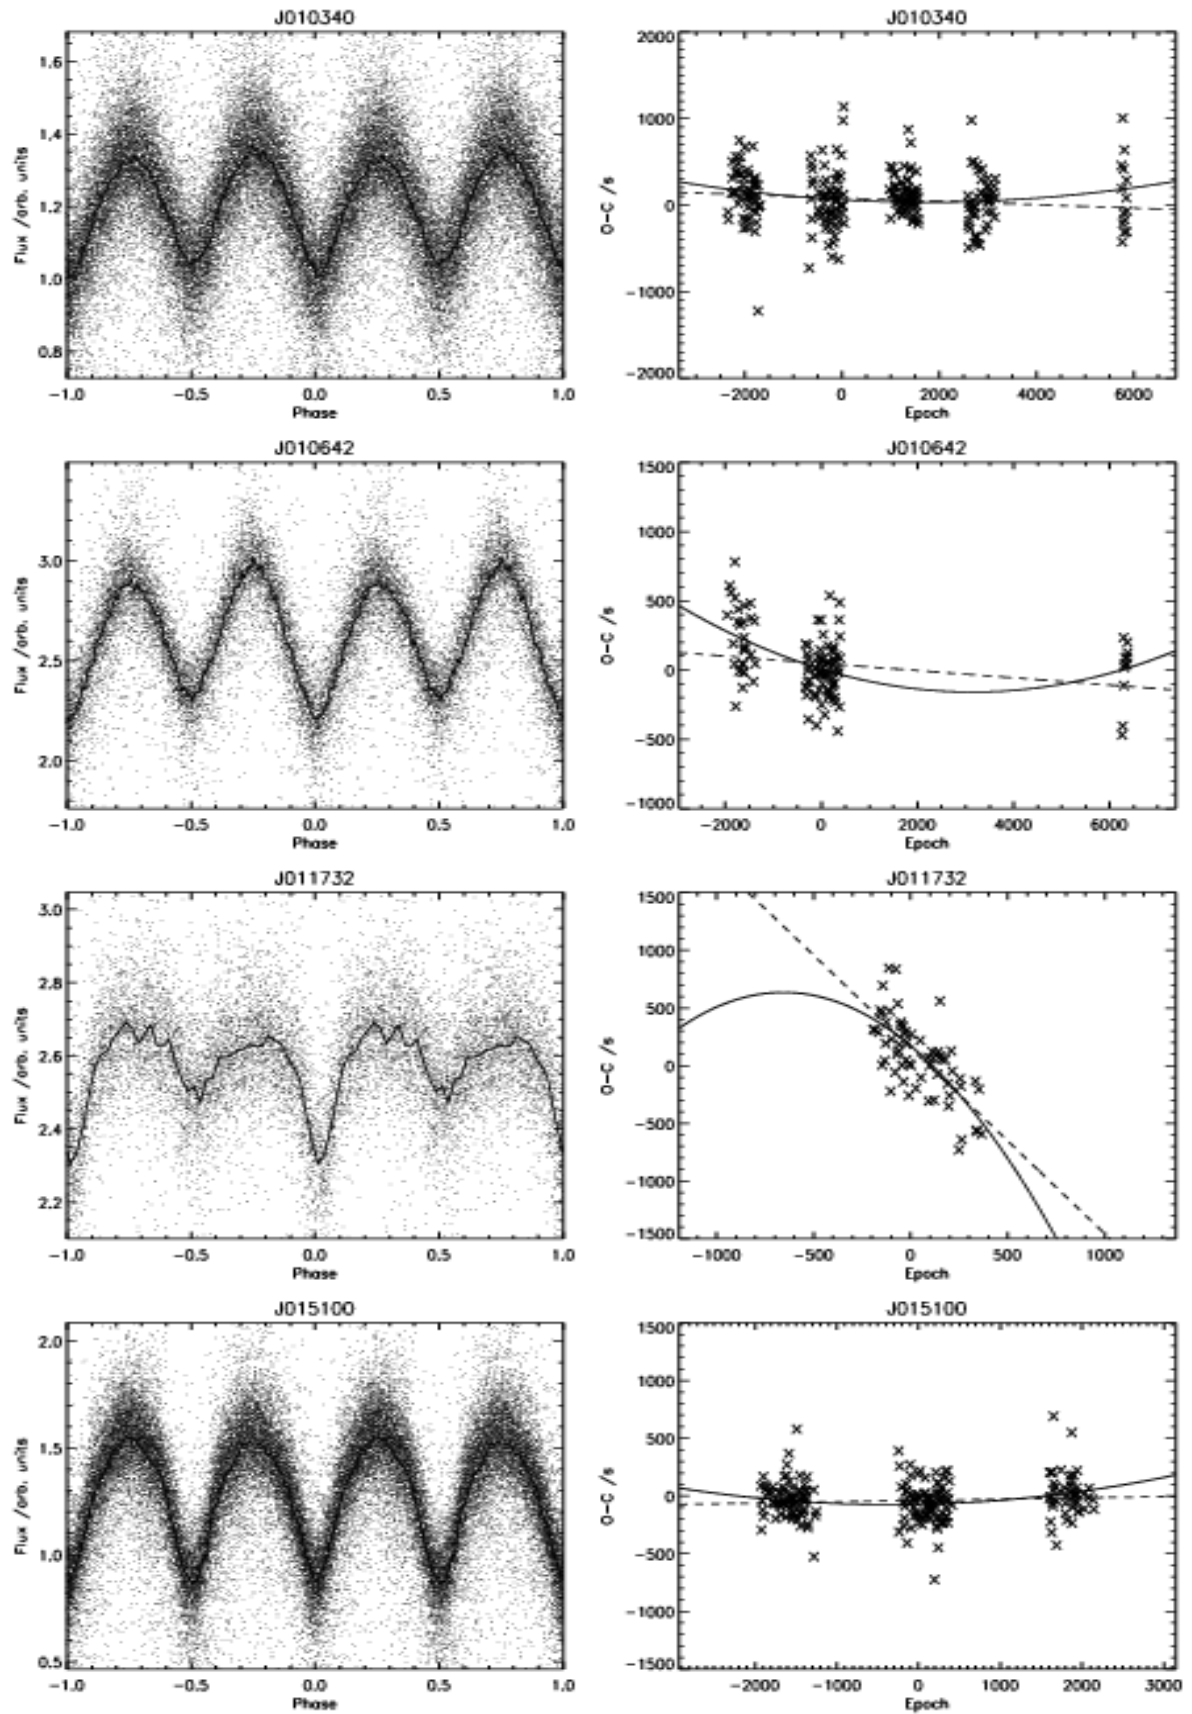 J010340
1.6
1.4
1.2
1.0
0.8
Flux /arb. units
-1.0 -0.5 0.0 0.5 1.0
Phase
J010340
2000
1000
0
-1000
-2000
O-C /s
-2000 0 2000 4000 6000
Epoch
J010642
3.0
2.5
2.0
Flux /arb. units
-1.0 -0.5 0.0 0.5 1.0
Phase
J010642
1500
1000
500
0
-500
-1000
O-C /s
-2000 0 2000 4000 6000
Epoch
J011732
3.0
2.8
2.6
2.4
2.2
Flux /arb. units
-1.0 -0.5 0.0 0.5 1.0
Phase
J011732
1500
1000
500
0
-500
-1000
-1500
O-C /s
-1000 -500 0 500 1000
Epoch
J015100
2.0
1.5
1.0
0.5
Flux /arb. units
-1.0 -0.5 0.0 0.5 1.0
Phase
J015100
1500
1000
500
0
-500
-1000
-1500
O-C /s
-2000 -1000 0 1000 2000 3000
Epoch